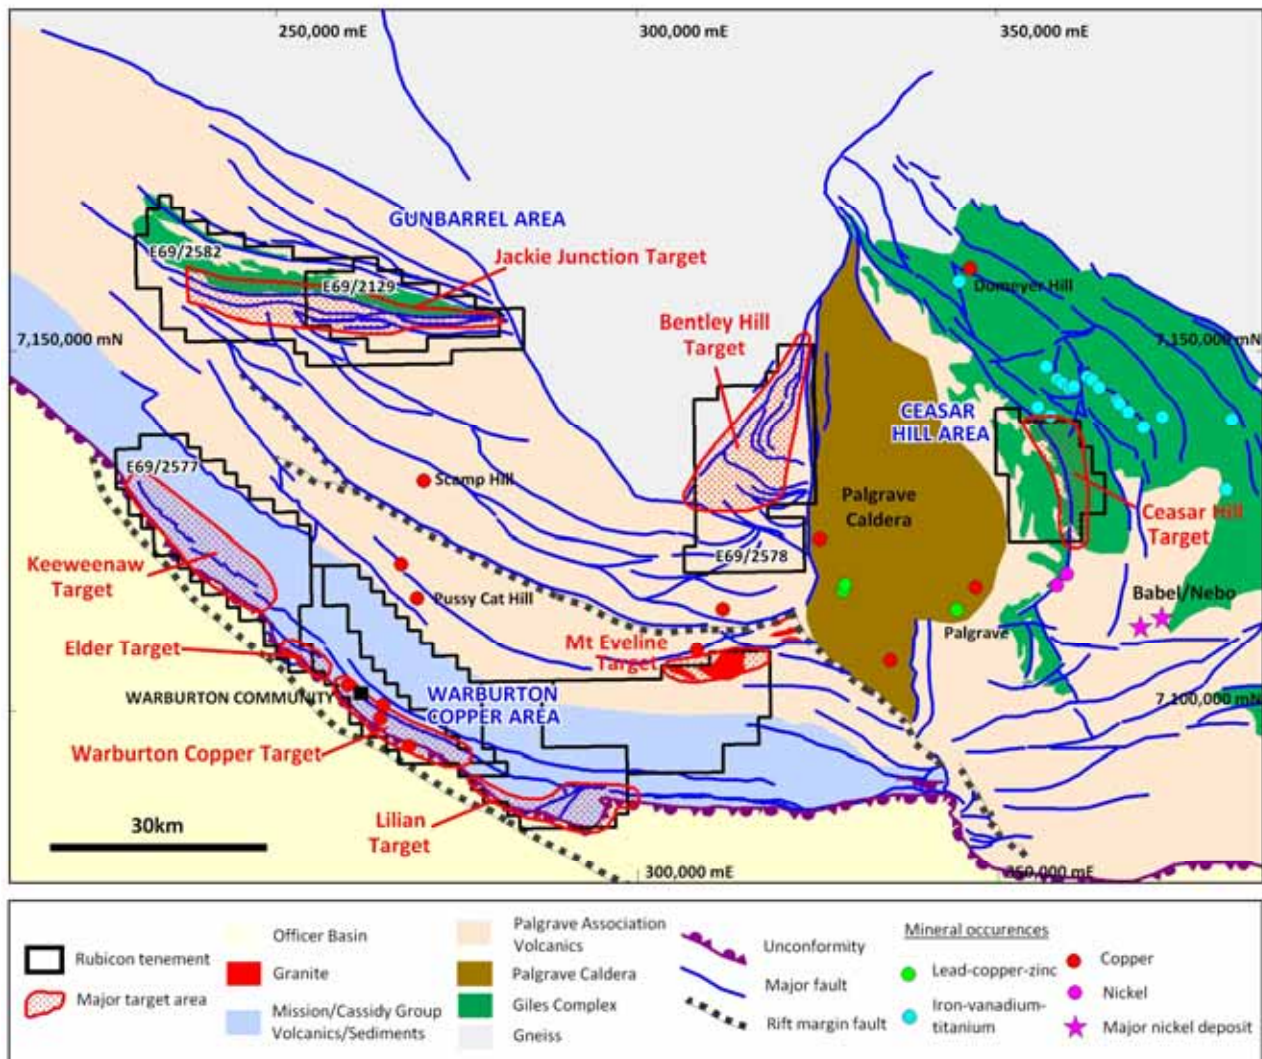 250,000 mE
300,000 mE
350,000 mE
GUNBARREL AREA
E69/2582
Jackie Junction Target
E69/2129
Domeyer Hill
7,150,000 mN
Bentley Hill
Target
7,150,000 mN
CEASAR
HILL AREA
E69/2577
Scamp Hill
Palgrave
Caldera
Ceasar Hill
Target
Keeweenaw
Target
E69/2578
Pussy Cat Hill
Babel/Nebo
Mt Eveline
Target
Palgrave
Elder Target
WARBURTON COMMUNITY
WARBURTON
COPPER AREA
7,100,000 mN
Warburton Copper Target
Lilian
Target
30km
300,000 mE
350,000 mE
Rubicon tenement
Major target area
Officer Basin
Granite
Mission/Cassidy Group
Volcanics/Sediments
Palgrave Association
Volcanics
Palgrave Caldera
Giles Complex
Gneiss
Unconformity
Major fault
Rift margin fault
Mineral occurences
Lead-copper-zinc
Iron-vanadium-
titanium
Copper
Nickel
Major nickel deposit